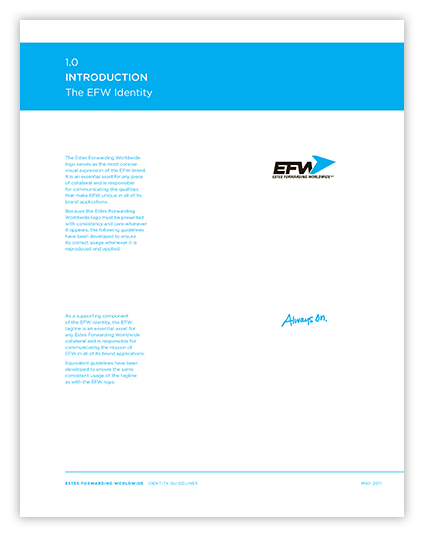 1.0
INTRODUCTION
The EFW Identity
The Estes Forwarding Worldwide
logo serves as the most concise
visual expression of the EFW brand.
It is an essential asset for any piece
of collateral and is responsible
for communicating the qualities
that make EFW unique in all of its
brand applications.
Because the Estes Forwarding
Worldwide logo must be presented
with consistency and care wherever
it appears, the following guidelines
have been developed to ensure
its correct usage whenever it is
reproduced and applied.
EFW
ESTES FORWARDING WORLDWIDE
As a supporting component
of the EFW identity, the EFW
tagline is an essential asset for
any Estes Forwarding Worldwide
collateral and is responsible for
communicating the mission of
EFW in all of its brand applications.
Equivalent guidelines have been
developed to ensure the same
consistent usage of the tagline
as with the EFW logo.
Always On.
ESTES FORWARDING WORLDWIDE IDENTITY GUIDELINES
MAY 2011